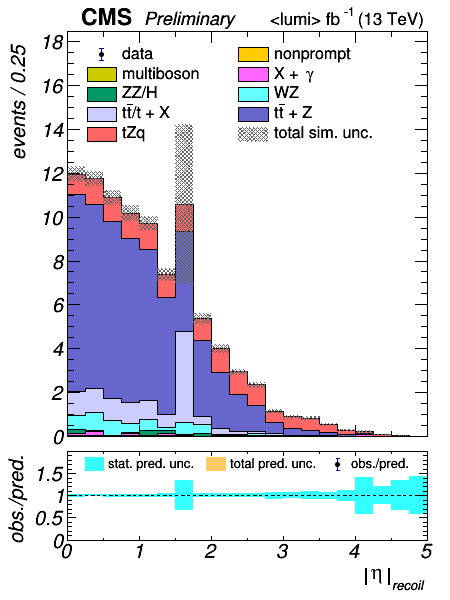 CMS Preliminary <lumi> fb⁻¹ (13 TeV)
events / 0.25
18
16
14
12
10
8
6
4
2
0
data
nonprompt
multiboson
X + γ
ZZ/H
WZ
tt̄/t + X
tt̄ + Z
tZq
total sim. unc.
obs./pred.
1.5
1
0.5
0
stat. pred. unc. total pred. unc. obs./pred.
0 1 2 3 4 5
|η|recoil